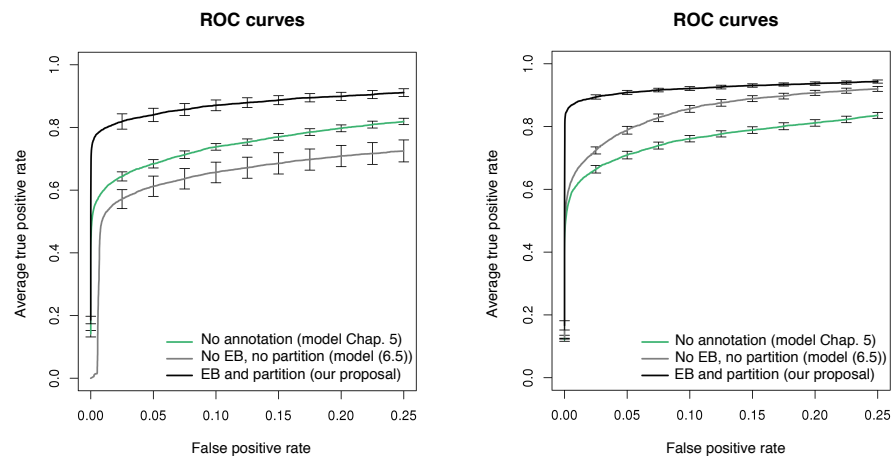 ROC curves
Average true positive rate
1.0
0.8
0.6
0.4
0.2
0.0
No annotation (model Chap. 5)
No EB, no partition (model (6.5))
EB and partition (our proposal)
0.00 0.05 0.10 0.15 0.20 0.25
False positive rate
ROC curves
Average true positive rate
1.0
0.8
0.6
0.4
0.2
0.0
No annotation (model Chap. 5)
No EB, no partition (model (6.5))
EB and partition (our proposal)
0.00 0.05 0.10 0.15 0.20 0.25
False positive rate